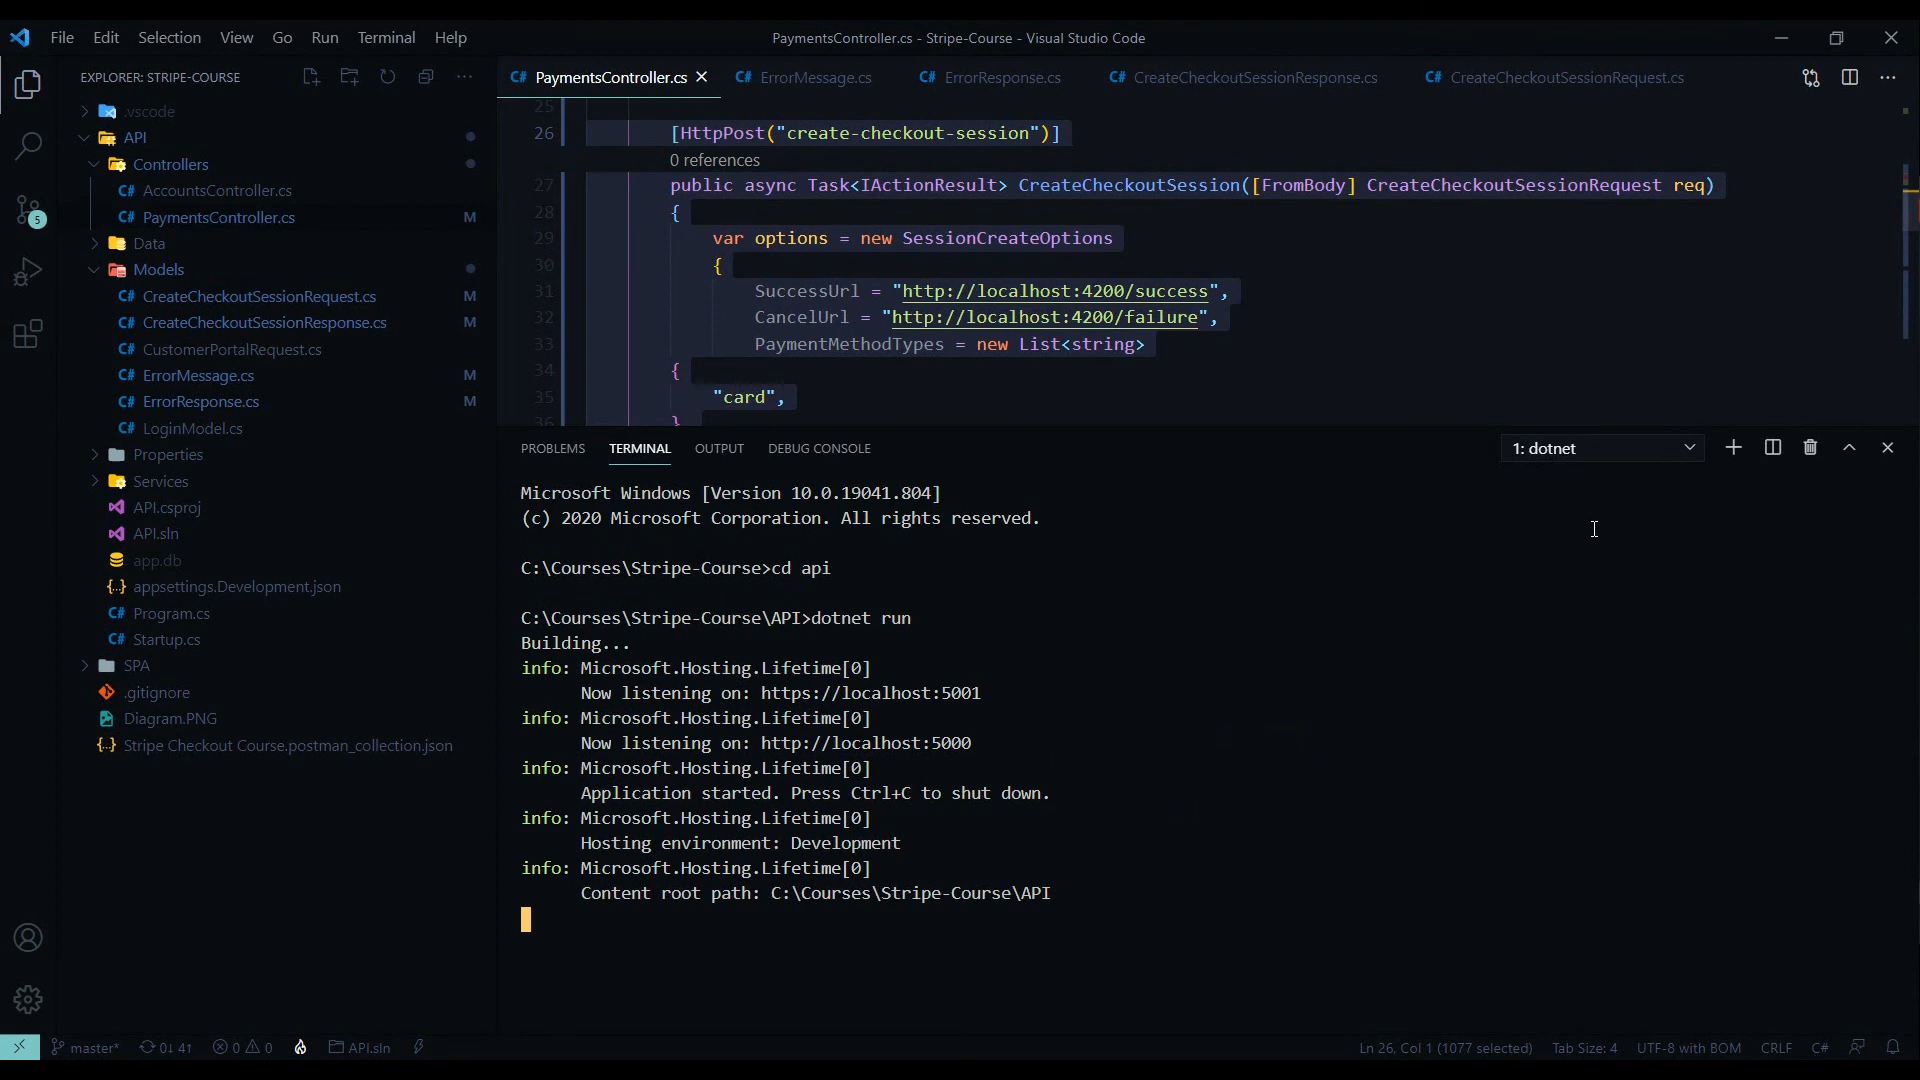 File Edit Selection View Go Run Terminal Help
PaymentsController.cs - Stripe-Course - Visual Studio Code
EXPLORER: STRIPE-COURSE
.vscode
API
Controllers
AccountsController.cs
PaymentsController.cs M
Data
Models
CreateCheckoutSessionRequest.cs M
CreateCheckoutSessionResponse.cs M
CustomerPortalRequest.cs
ErrorMessage.cs M
ErrorResponse.cs M
LoginModel.cs
Properties
Services
API.csproj
API.sln
app.db
appsettings.Development.json
Program.cs
Startup.cs
SPA
.gitignore
Diagram.PNG
Stripe Checkout Course.postman_collection.json
5
PaymentsController.cs ErrorMessage.cs ErrorResponse.cs CreateCheckoutSessionResponse.cs CreateCheckoutSessionRequest.cs
25
26 [HttpPost("create-checkout-session")]
0 references
27 public async Task<IActionResult> CreateCheckoutSession([FromBody] CreateCheckoutSessionRequest req)
28 {
29 var options = new SessionCreateOptions
30 {
31 SuccessUrl = "http://localhost:4200/success",
32 CancelUrl = "http://localhost:4200/failure",
33 PaymentMethodTypes = new List<string>
34 {
35 "card",
36 }
PROBLEMS TERMINAL OUTPUT DEBUG CONSOLE
1: dotnet
Microsoft Windows [Version 10.0.19041.804]
(c) 2020 Microsoft Corporation. All rights reserved.
C:\Courses\Stripe-Course>cd api
C:\Courses\Stripe-Course\API>dotnet run
Building...
info: Microsoft.Hosting.Lifetime[0]
Now listening on: https://localhost:5001
info: Microsoft.Hosting.Lifetime[0]
Now listening on: http://localhost:5000
info: Microsoft.Hosting.Lifetime[0]
Application started. Press Ctrl+C to shut down.
info: Microsoft.Hosting.Lifetime[0]
Hosting environment: Development
info: Microsoft.Hosting.Lifetime[0]
Content root path: C:\Courses\Stripe-Course\API
master* 0↓ 4↑ 0 0 API.sln
Ln 26, Col 1 (1077 selected) Tab Size: 4 UTF-8 with BOM CRLF C#